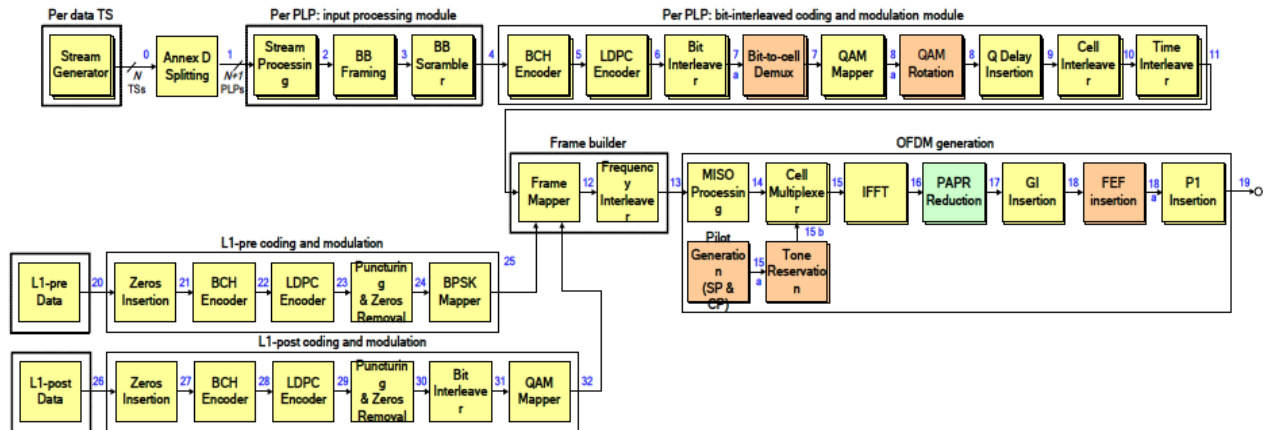 Per data TS
Per PLP: input processing module
Per PLP: bit-interleaved coding and modulation module
Stream
Generator
0
N
TSs
Annex D
Splitting
1
N+1
PLPs
Stream
Processin
g
2
BB
Framing
3
BB
Scramble
r
4
BCH
Encoder
5
LDPC
Encoder
6
Bit
Interleave
r
7
a
Bit-to-cell
Demux
7
QAM
Mapper
8
a
QAM
Rotation
8
Q Delay
Insertion
9
Cell
Interleave
r
10
Time
Interleave
r
11
Frame builder
OFDM generation
Frame
Mapper
12
Frequenc
y
Interleave
r
13
MISO
Processin
g
14
Cell
Multiplexe
r
15
IFFT
16
PAPR
Reduction
17
GI
Insertion
18
FEF
insertion
18
a
P1
Insertion
19
15 b
Pilot
Generatio
n
(SP &
CP)
15
a
Tone
Reservatio
n
L1-pre coding and modulation
L1-pre
Data
20
Zeros
Insertion
21
BCH
Encoder
22
LDPC
Encoder
23
Puncturin
g
& Zeros
Removal
24
BPSK
Mapper
25
L1-post coding and modulation
L1-post
Data
26
Zeros
Insertion
27
BCH
Encoder
28
LDPC
Encoder
29
Puncturin
g
& Zeros
Removal
30
Bit
Interleave
r
31
QAM
Mapper
32